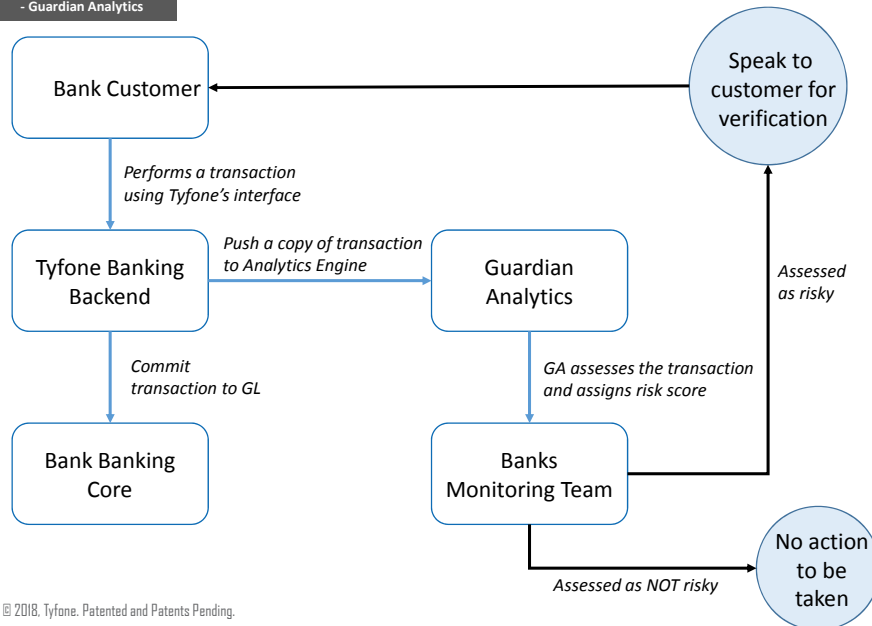 - Guardian Analytics
Bank Customer
Speak to
customer for
verification
Performs a transaction
using Tyfone's interface
Tyfone Banking
Backend
Push a copy of transaction
to Analytics Engine
Guardian
Analytics
Assessed
as risky
Commit
transaction to GL
GA assesses the transaction
and assigns risk score
Bank Banking
Core
Banks
Monitoring Team
Assessed as NOT risky
No action
to be
taken
© 2018, Tyfone. Patented and Patents Pending.